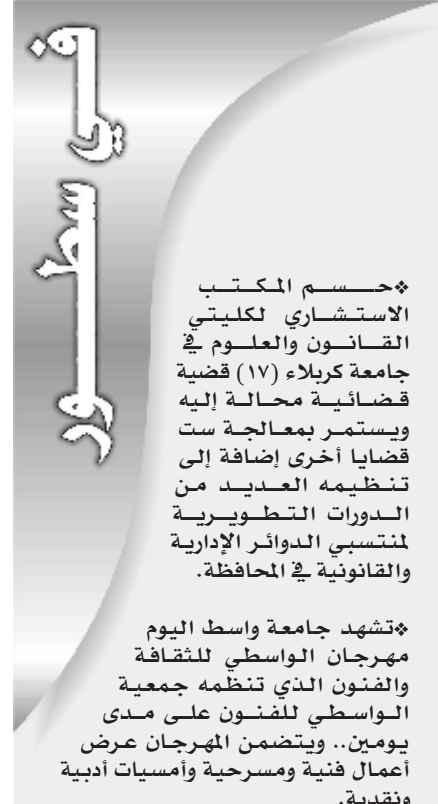 في سطور
❖حسم المكتب
الاستشاري لكليتي
القانون والعلوم في
جامعة كربلاء (١٧) قضية
قضائية محالة إليه
ويستمر بمعالجة ست
قضايا أخرى إضافة إلى
تنظيمه العديد من
الدورات التطويرية
لمنتسبي الدوائر الإدارية
والقانونية في المحافظة.
❖تشهد جامعة واسط اليوم
مهرجان الواسطي للثقافة
والفنون الذي تنظمه جمعية
الواسطي للفنون على مدى
يومين.. ويتضمن المهرجان عرض
أعمال فنية ومسرحية وأمسيات أدبية
ونقدية.